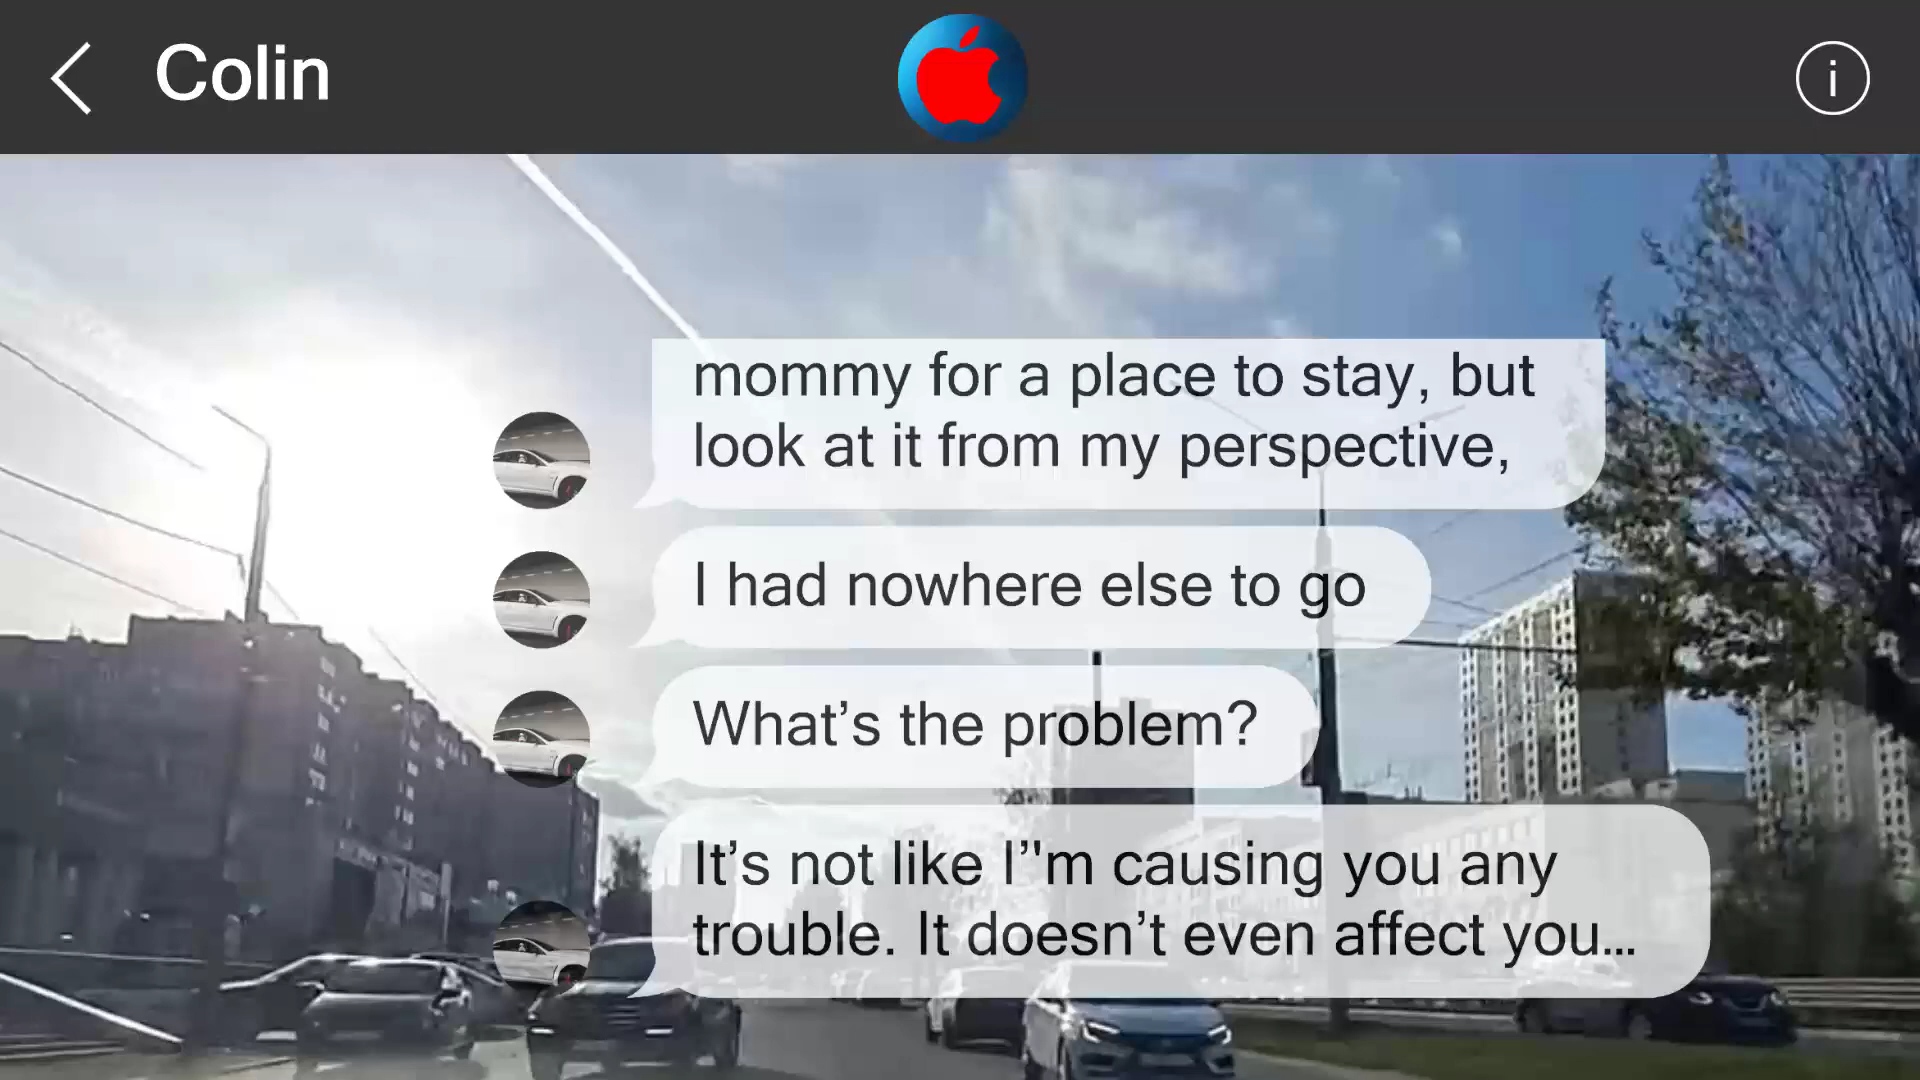 Colin
i
mommy for a place to stay, but
look at it from my perspective,
I had nowhere else to go
What’s the problem?
It’s not like I’'m causing you any
trouble. It doesn’t even affect you...